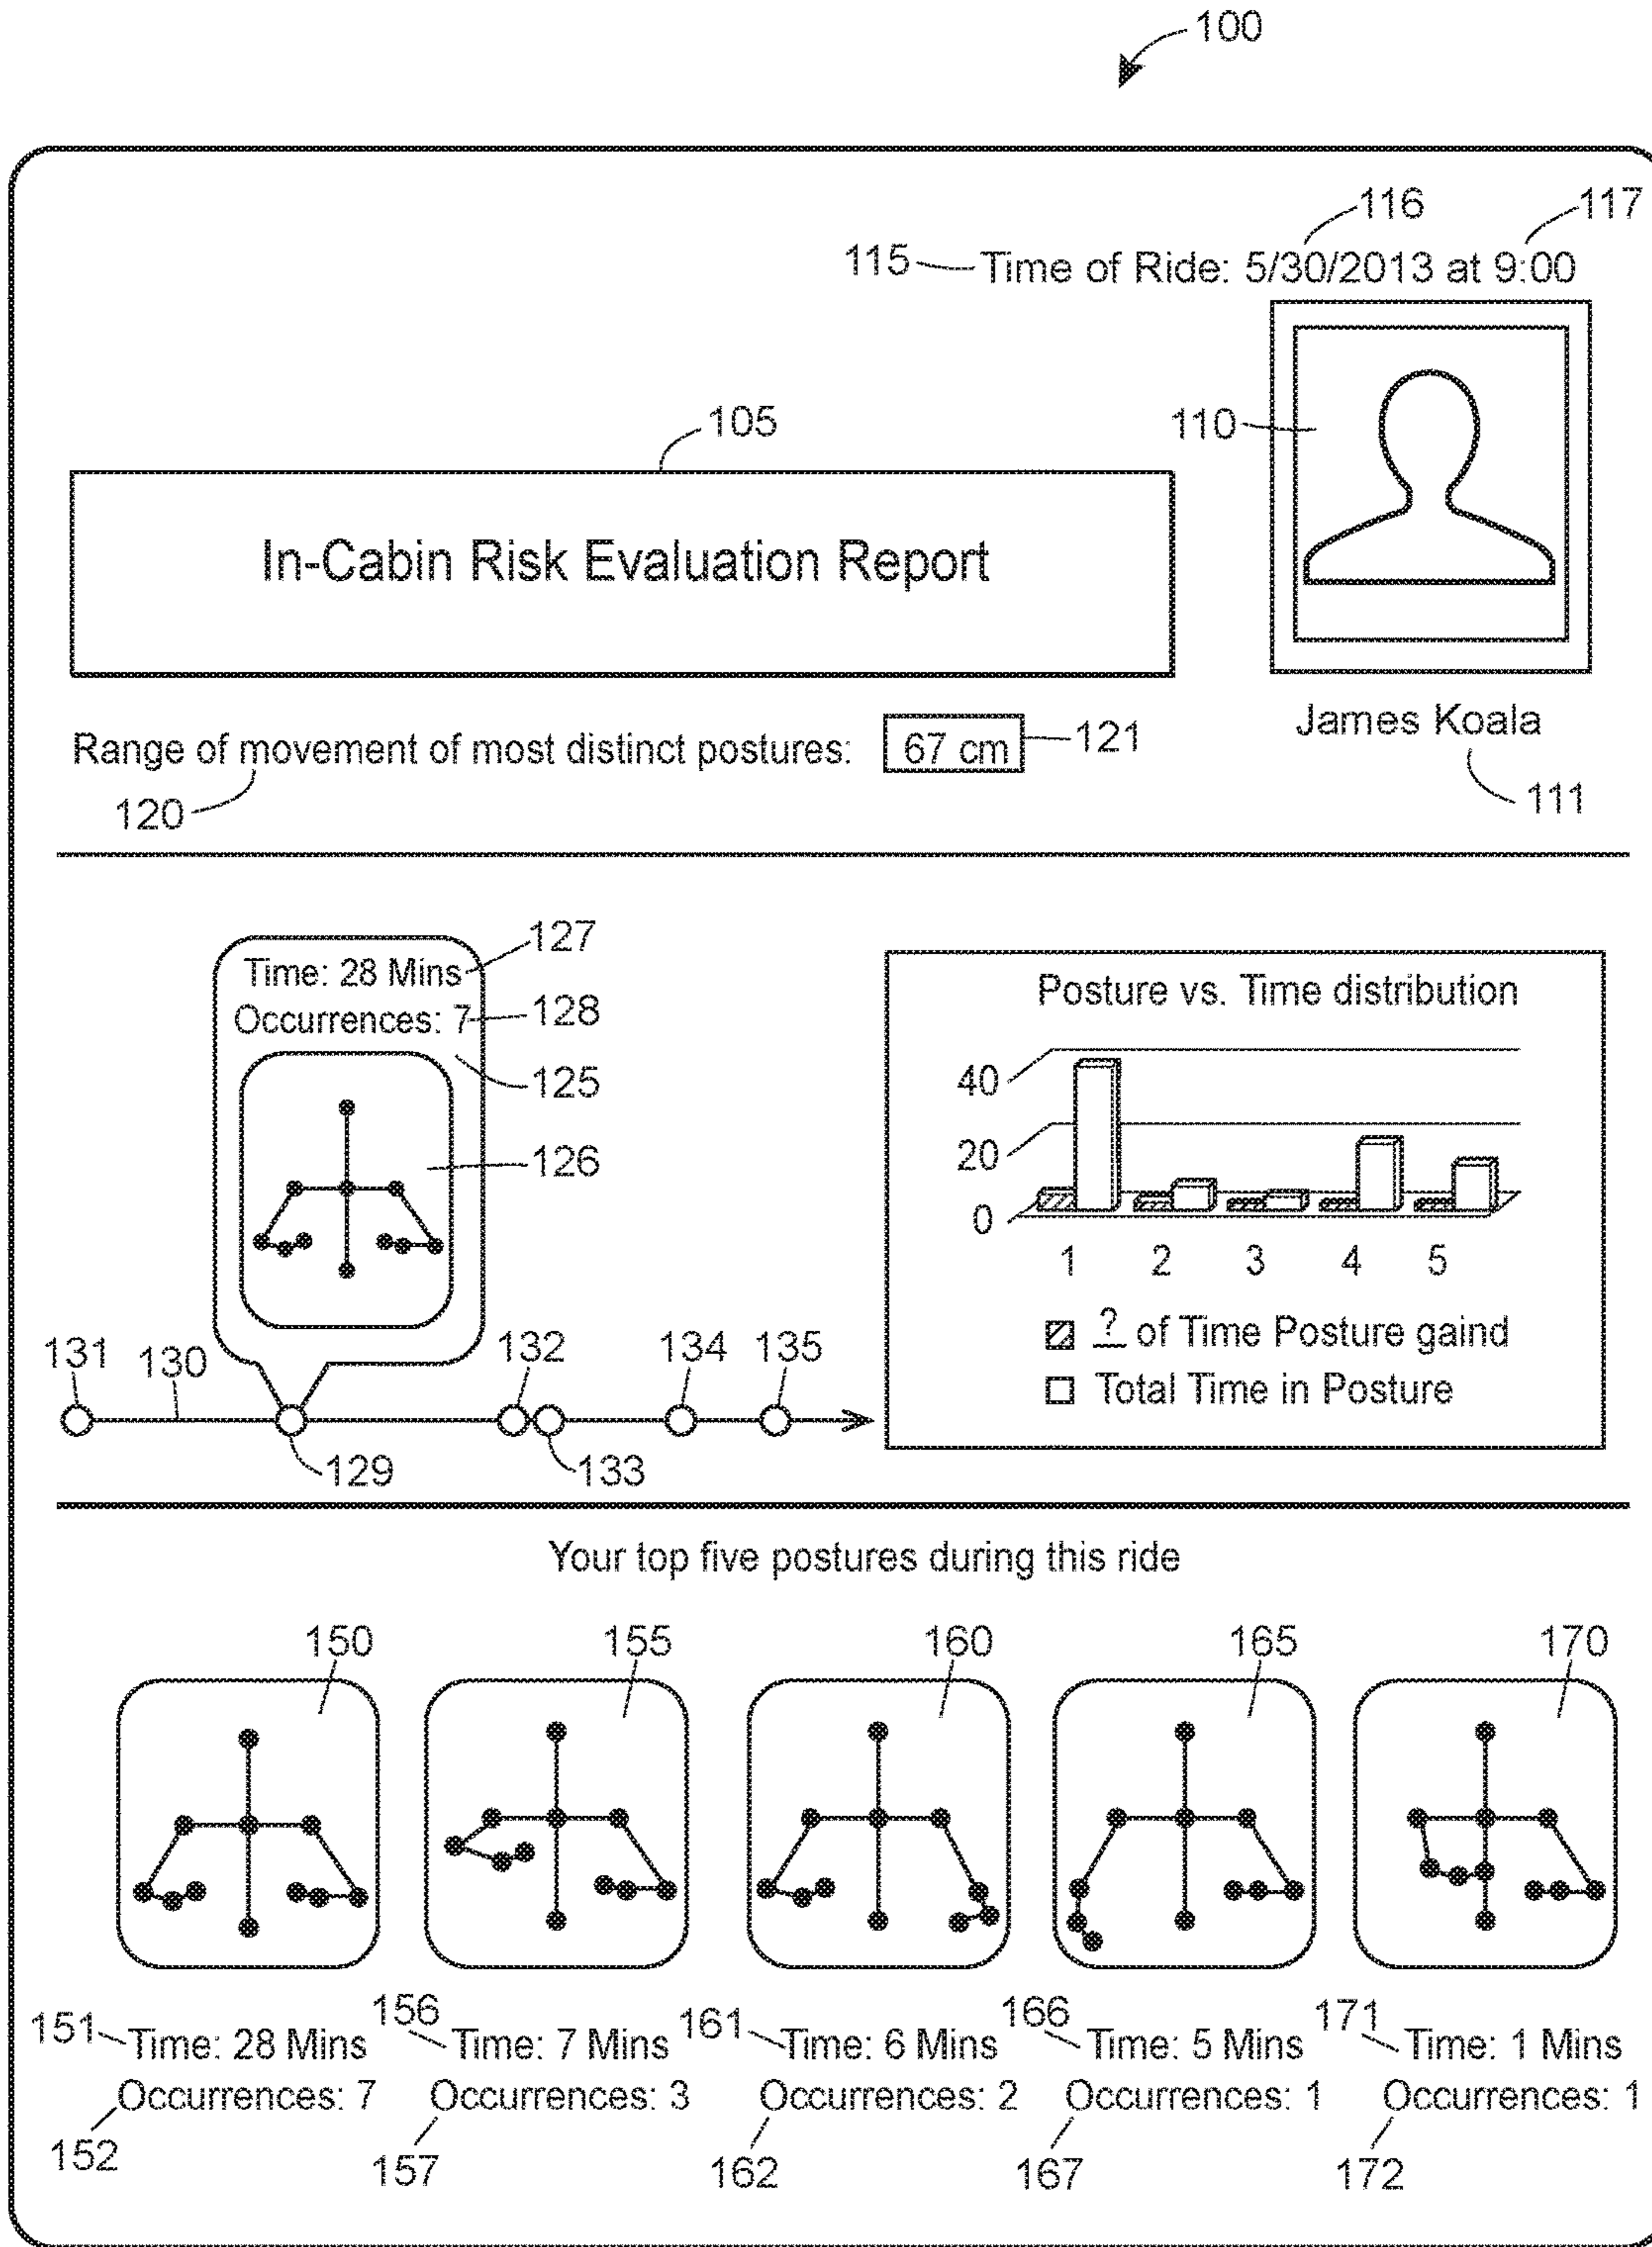 100
116
117
115
Time of Ride: 5/30/2013 at 9:00
105
110
In-Cabin Risk Evaluation Report
James Koala
111
Range of movement of most distinct postures:
67 cm
121
120
127
Time: 28 Mins
Occurrences: 7
128
125
126
131
130
132
134
135
129
133
Posture vs. Time distribution
40
20
0
1 2 3 4 5
? of Time Posture gaind
Total Time in Posture
Your top five postures during this ride
150 155 160 165 170
151 Time: 28 Mins 156 Time: 7 Mins 161 Time: 6 Mins 166 Time: 5 Mins 171 Time: 1 Mins
Occurrences: 7 Occurrences: 3 Occurrences: 2 Occurrences: 1 Occurrences: 1
152 157 162 167 172